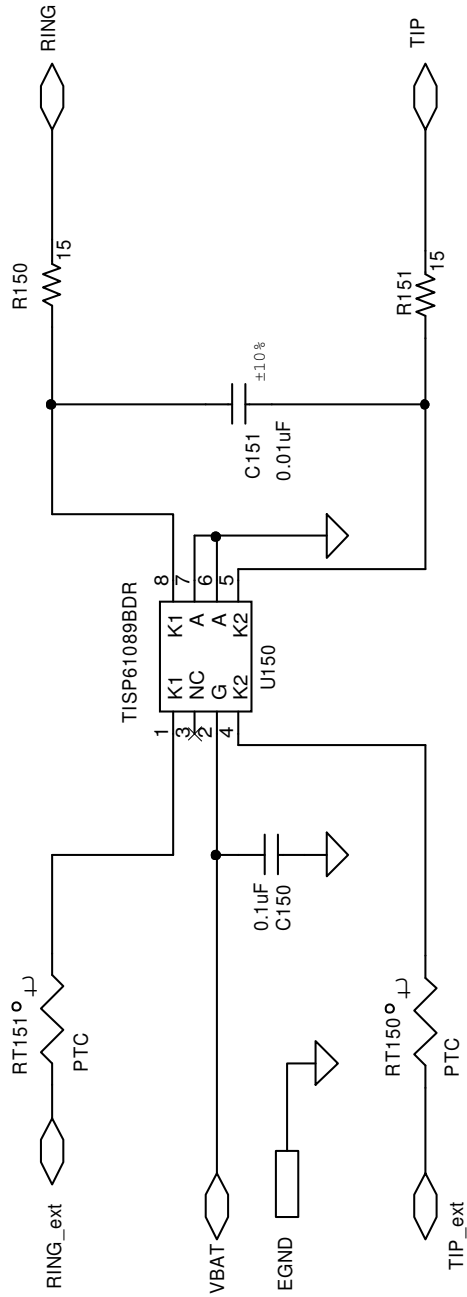 RING
TIP
R150
15
R151
15
±10%
C151
0.01uF
TISP61089BDR
8
7
6
5
K1
A
A
K2
K1
NC
G
K2
U150
1
3
2
4
0.1uF
C150
RT151
PTC
RT150
PTC
RING_ext
VBAT
EGND
TIP_ext